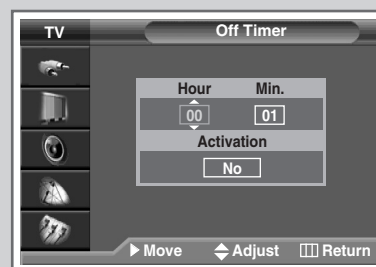 TV Off Timer
Hour Min.
00 01
Activation
No
Move Adjust Return